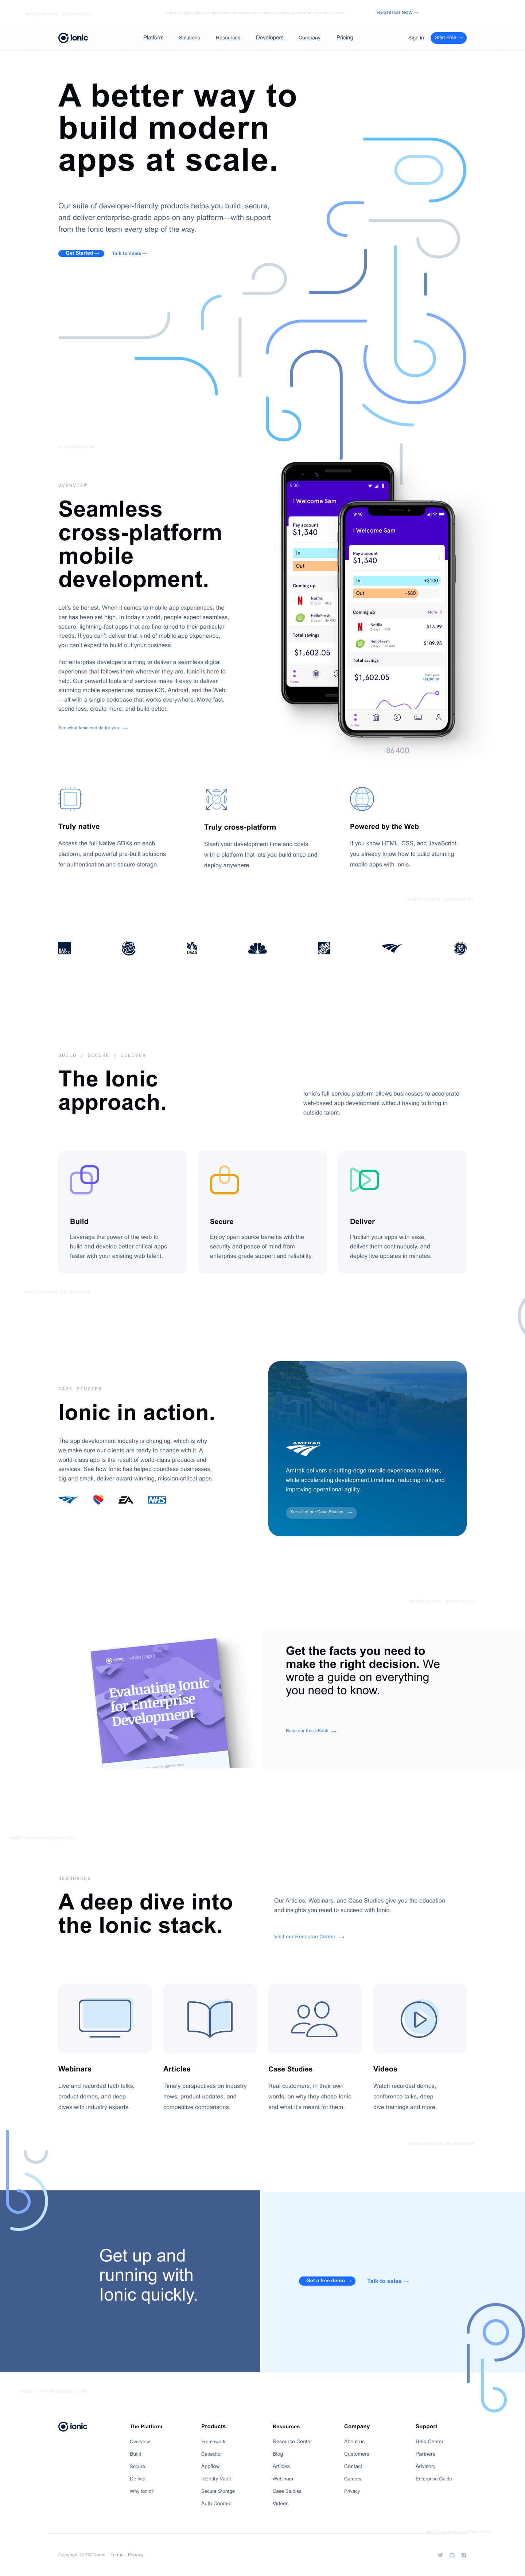 REGISTER NOW →
ionic
Platform
Solutions
Resources
Developers
Company
Pricing
Sign in
Start Free →
A better way to
build modern
apps at scale.
Our suite of developer-friendly products helps you build, secure,
and deliver enterprise-grade apps on any platform—with support
from the Ionic team every step of the way.
Get Started →
Talk to sales →
OVERVIEW
Seamless
cross-platform
mobile
development.
Let's be honest. When it comes to mobile app experiences, the
bar has been set high. In today's world, people expect seamless,
secure, lightning-fast apps that are fine-tuned to their particular
needs. If you can't deliver that kind of mobile app experience,
you can't expect to build out your business.
For enterprise developers aiming to deliver a seamless digital
experience that follows them wherever they are, Ionic is here to
help. Our powerful tools and services make it easy to deliver
stunning mobile experiences across iOS, Android, and the Web
—all with a single codebase that works everywhere. Move fast,
spend less, create more, and build better.
See what Ionic can do for you →
9:00
Welcome Sam
Pay account
$1,340
In
Out
Coming up
Netflix
HelloFresh
Total savings
$1,602.05
9:40
Welcome Sam
Pay account
$1,340
In
+$100
Out
-$80
Coming up
More
Netflix
$13.99
HelloFresh
$109.95
Total savings
$1,602.05
86400
Truly native
Access the full Native SDKs on each
platform, and powerful pre-built solutions
for authentication and secure storage.
Truly cross-platform
Slash your development time and costs
with a platform that lets you build once and
deploy anywhere.
Powered by the Web
If you know HTML, CSS, and JavaScript,
you already know how to build stunning
mobile apps with Ionic.
USAA
BUILD / SECURE / DELIVER
The Ionic
approach.
Ionic's full-service platform allows businesses to accelerate
web-based app development without having to bring in
outside talent.
Build
Leverage the power of the web to
build and develop better critical apps
faster with your existing web talent.
Secure
Enjoy open source benefits with the
security and peace of mind from
enterprise grade support and reliability.
Deliver
Publish your apps with ease,
deliver them continuously, and
deploy live updates in minutes.
CASE STUDIES
Ionic in action.
The app development industry is changing, which is why
we make sure our clients are ready to change with it. A
world-class app is the result of world-class products and
services. See how Ionic has helped countless businesses,
big and small, deliver award-winning, mission-critical apps.
EA
NHS
AMTRAK
Amtrak delivers a cutting-edge mobile experience to riders,
while accelerating development timelines, reducing risk, and
improving operational agility.
See all of our Case Studies →
ionic
white paper
Evaluating Ionic
for Enterprise
Development
Get the facts you need to
make the right decision. We
wrote a guide on everything
you need to know.
Read our free eBook →
RESOURCES
A deep dive into
the Ionic stack.
Our Articles, Webinars, and Case Studies give you the education
and insights you need to succeed with Ionic.
Visit our Resource Center →
Webinars
Live and recorded tech talks,
product demos, and deep
dives with industry experts.
Articles
Timely perspectives on industry
news, product updates, and
competitive comparisons.
Case Studies
Real customers, in their own
words, on why they chose Ionic
and what it's meant for them.
Videos
Watch recorded demos,
conference talks, deep
dive trainings and more.
Get up and
running with
Ionic quickly.
Get a free demo →
Talk to sales →
ionic
The Platform
Overview
Build
Secure
Deliver
Why Ionic?
Products
Framework
Capacitor
Appflow
Identity Vault
Secure Storage
Auth Connect
Resources
Resource Center
Blog
Articles
Webinars
Case Studies
Videos
Company
About us
Customers
Contact
Careers
Privacy
Support
Help Center
Partners
Advisory
Enterprise Guide
Copyright © 2021Ionic
Terms
Privacy